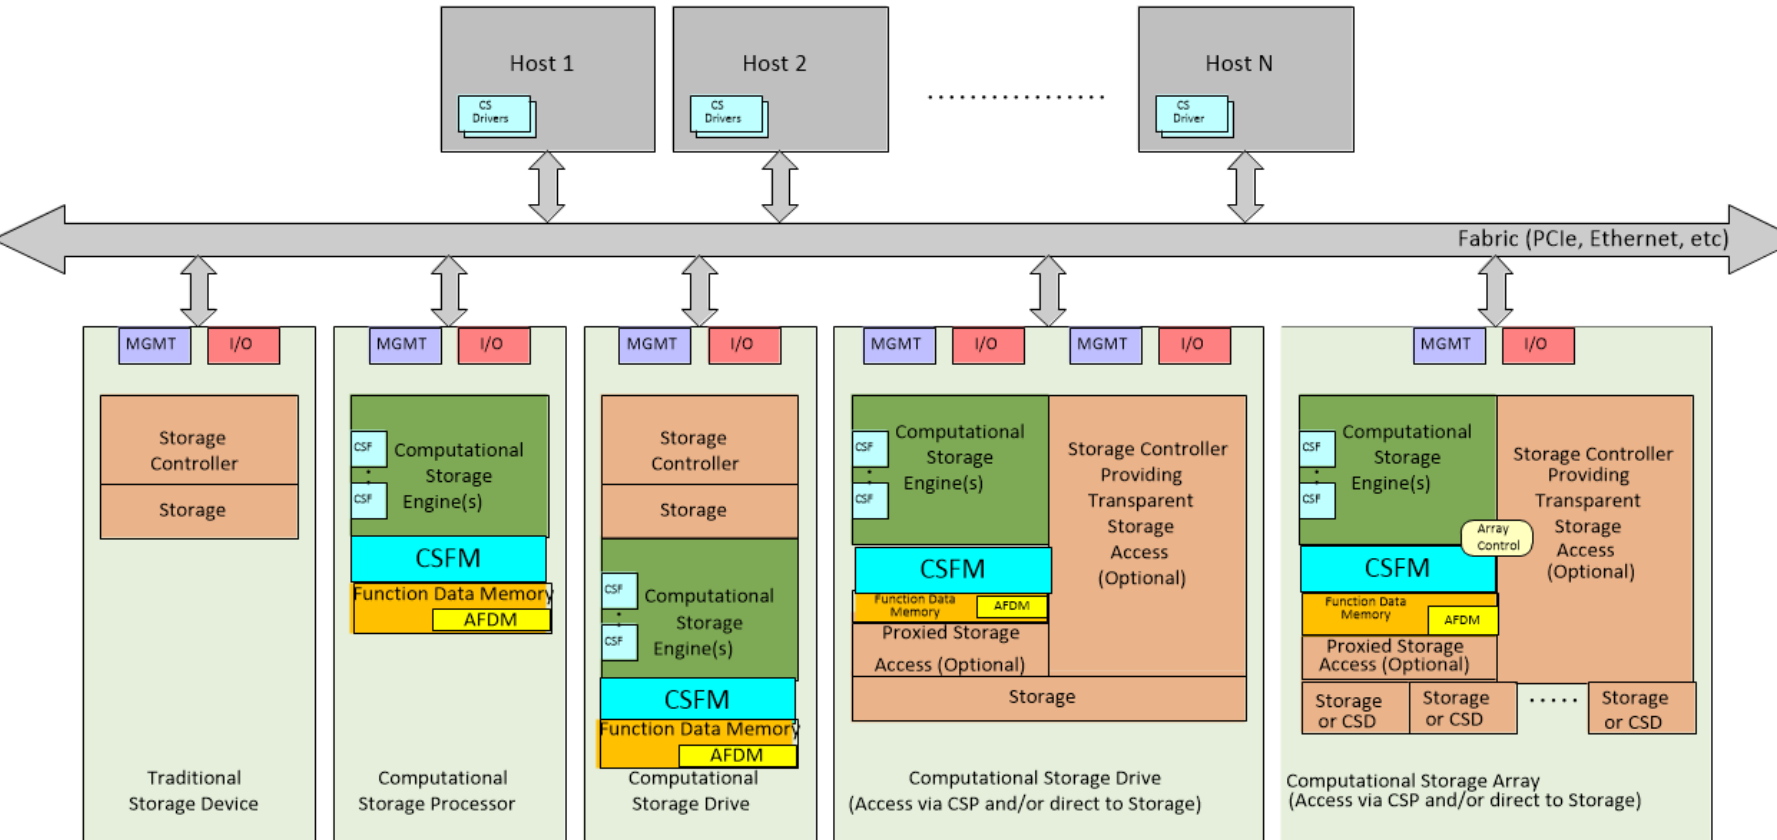 Host 1
CS
Drivers
Host 2
CS
Drivers
Host N
CS
Driver
Fabric (PCIe, Ethernet, etc)
MGMT
I/O
Storage
Controller
Storage
Traditional
Storage Device
MGMT
I/O
CSF
CSF
Computational
Storage
Engine(s)
CSFM
Function Data Memory
AFDM
Computational
Storage Processor
MGMT
I/O
Storage
Controller
Storage
CSF
CSF
Computational
Storage
Engine(s)
CSFM
Function Data Memory
AFDM
Computational
Storage Drive
MGMT
I/O
MGMT
I/O
CSF
CSF
Computational
Storage
Engine(s)
CSFM
Function Data
Memory
AFDM
Proxied Storage
Access (Optional)
Storage Controller
Providing
Transparent
Storage
Access
(Optional)
Storage
Computational Storage Drive
(Access via CSP and/or direct to Storage)
MGMT
I/O
CSF
CSF
Computational
Storage
Engine(s)
Array
Control
CSFM
Function Data
Memory
AFDM
Proxied Storage
Access (Optional)
Storage Controller
Providing
Transparent
Storage
Access
(Optional)
Storage
or CSD
Storage
or CSD
Storage
or CSD
Computational Storage Array
(Access via CSP and/or direct to Storage)